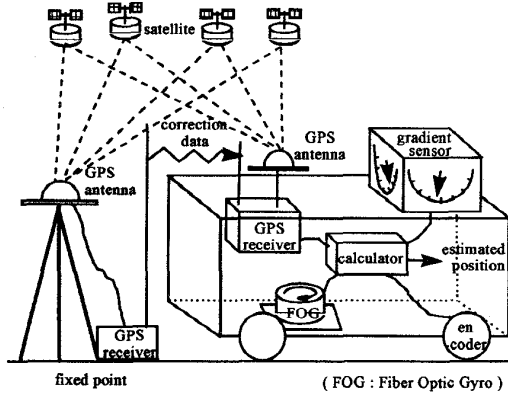 satellite
correction
data
GPS
antenna
gradient
sensor
GPS
antenna
GPS
receiver
calculator
estimated
position
FOG
en
coder
GPS
receiver
fixed point
( FOG : Fiber Optic Gyro )